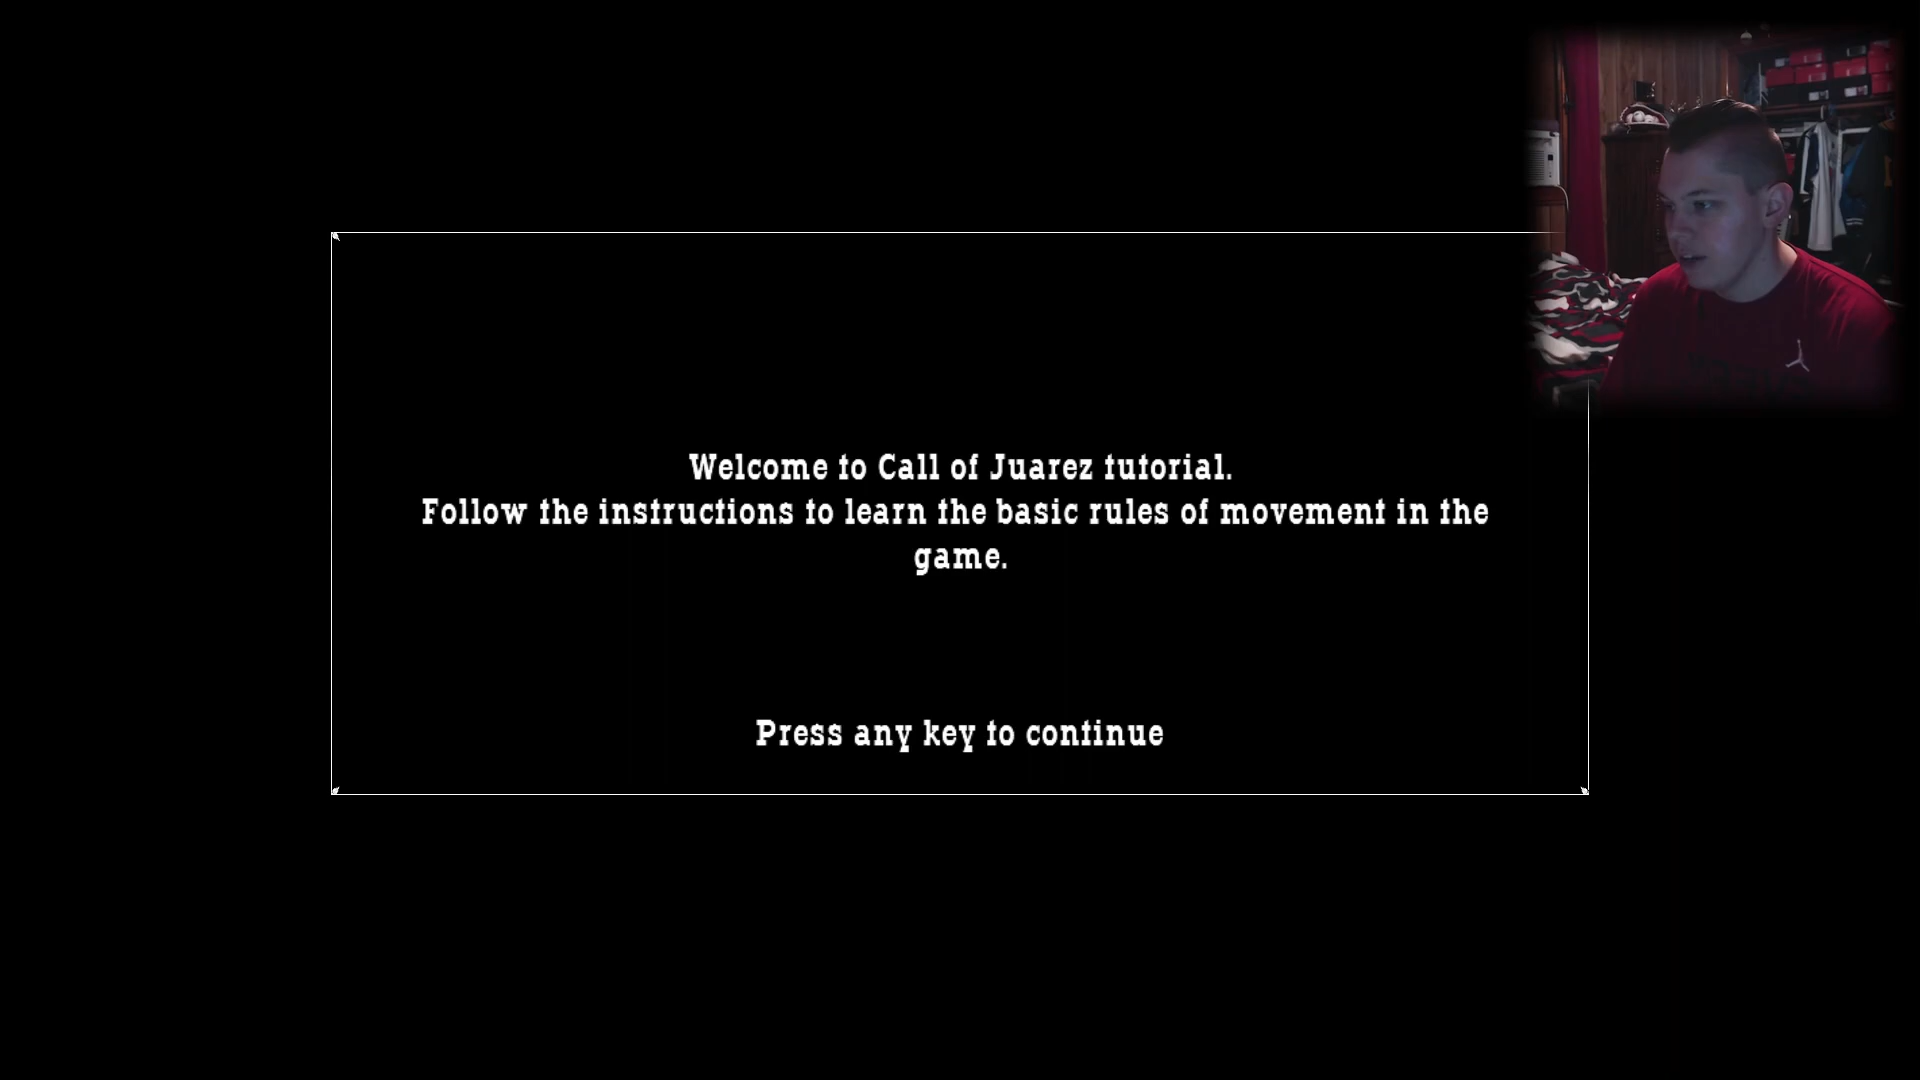 Welcome to Call of Juarez tutorial.
Follow the instructions to learn the basic rules of movement in the
game.
Press any key to continue